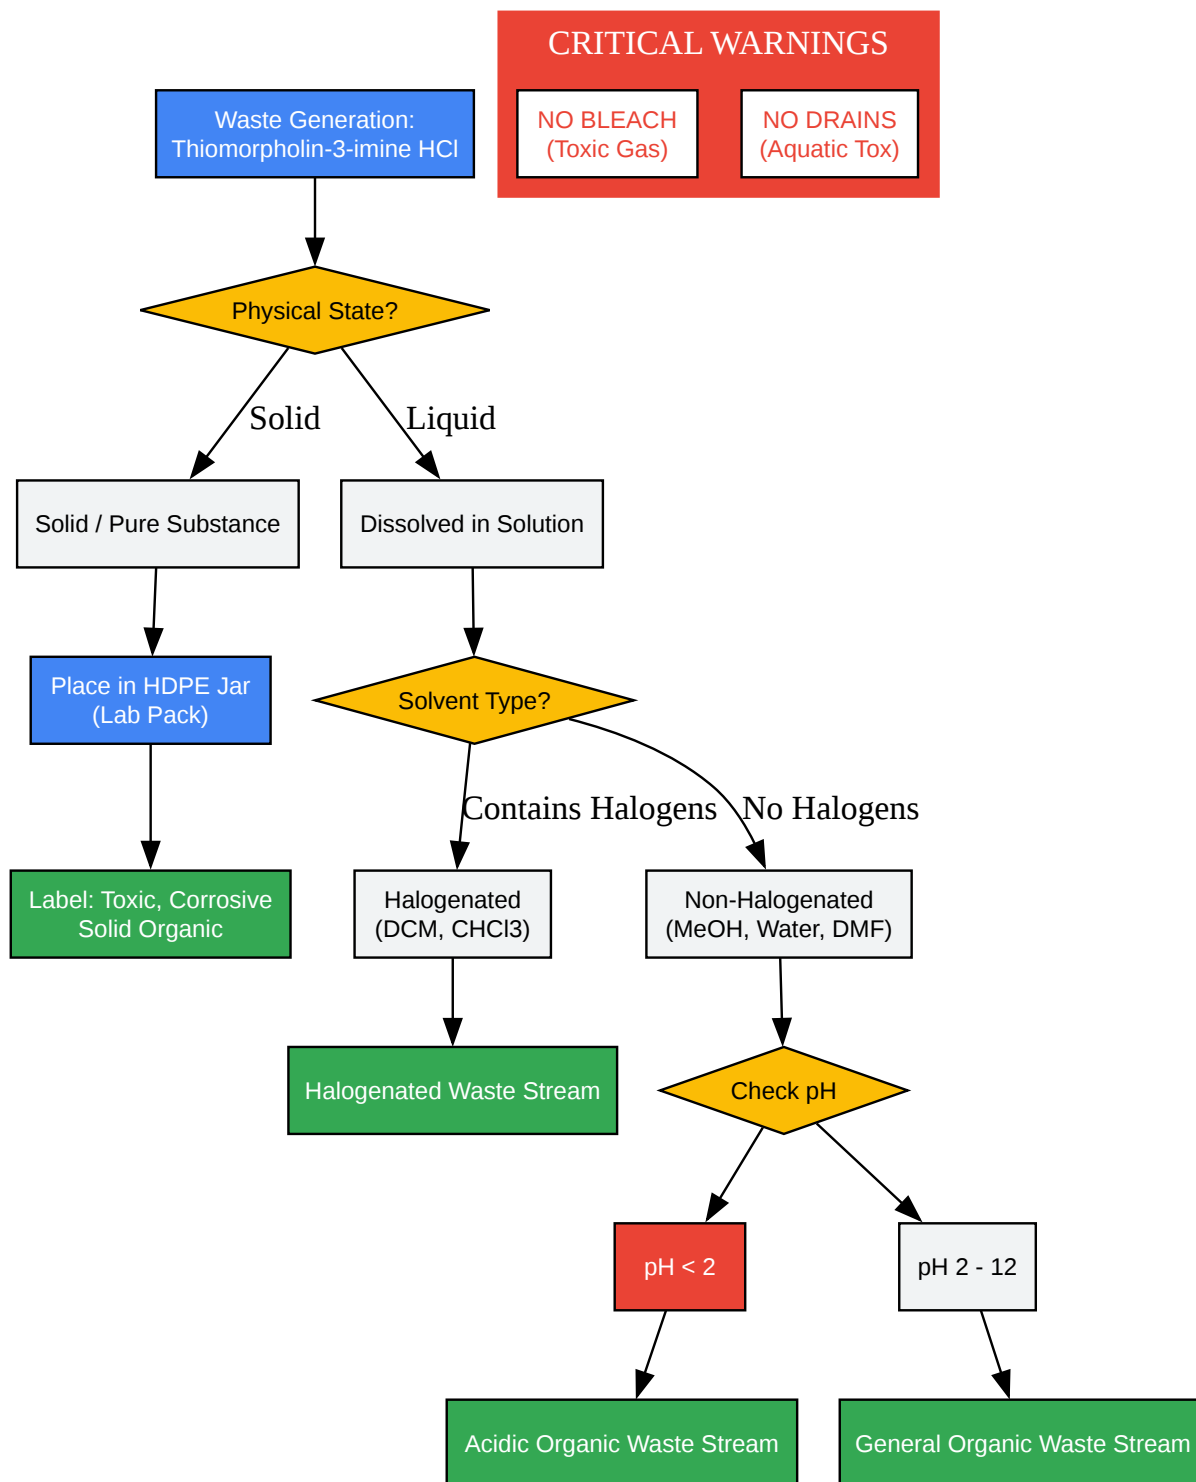 CRITICAL WARNINGS
NO BLEACH
(Toxic Gas)
NO DRAINS
(Aquatic Tox)
Waste Generation:
Thiomorpholin-3-imine HCl
Physical State?
Solid
Liquid
Solid / Pure Substance
Dissolved in Solution
Place in HDPE Jar
(Lab Pack)
Solvent Type?
Contains Halogens
No Halogens
Label: Toxic, Corrosive
Solid Organic
Halogenated
(DCM, CHCl3)
Non-Halogenated
(MeOH, Water, DMF)
Halogenated Waste Stream
Check pH
pH < 2
pH 2 - 12
Acidic Organic Waste Stream
General Organic Waste Stream